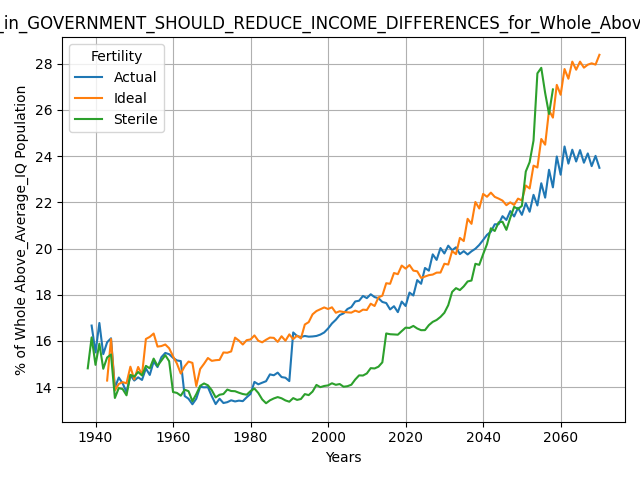 _in_GOVERNMENT_SHOULD_REDUCE_INCOME_DIFFERENCES_for_Whole_Abov
Fertility
Actual
Ideal
Sterile
% of Whole Above_Average_IQ Population
28
26
24
22
20
18
16
14
1940
1960
1980
2000
2020
2040
2060
Years